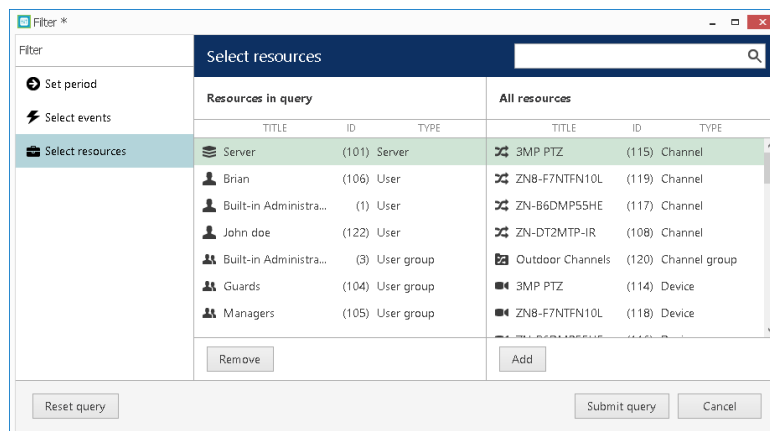 Filter *
Filter
Set period
Select events
Select resources
Select resources
Resources in query
TITLE ID TYPE
Server (101) Server
Brian (106) User
Built-in Administra... (1) User
John doe (122) User
Built-in Administra... (3) User group
Guards (104) User group
Managers (105) User group
Remove
All resources
TITLE ID TYPE
3MP PTZ (115) Channel
ZN8-F7NTFN10L (119) Channel
ZN-B6DMP55HE (117) Channel
ZN-DT2MTP-IR (108) Channel
Outdoor Channels (120) Channel group
3MP PTZ (114) Device
ZN8-F7NTFN10L (118) Device
Add
Reset query
Submit query
Cancel